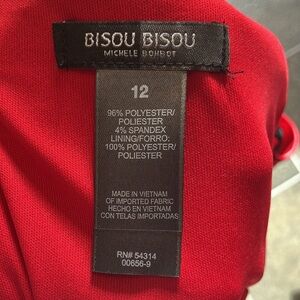 BISOU BISOU
MICHELE BOHBOT
12
96% POLYESTER/
POLIESTER
4% SPANDEX
LINING/FORRO:
100% POLYESTER/
POLIESTER
MADE IN VIETNAM
OF IMPORTED FABRIC
HECHO EN VIETNAM
CON TELAS IMPORTADAS
RN# 54314
00656-9